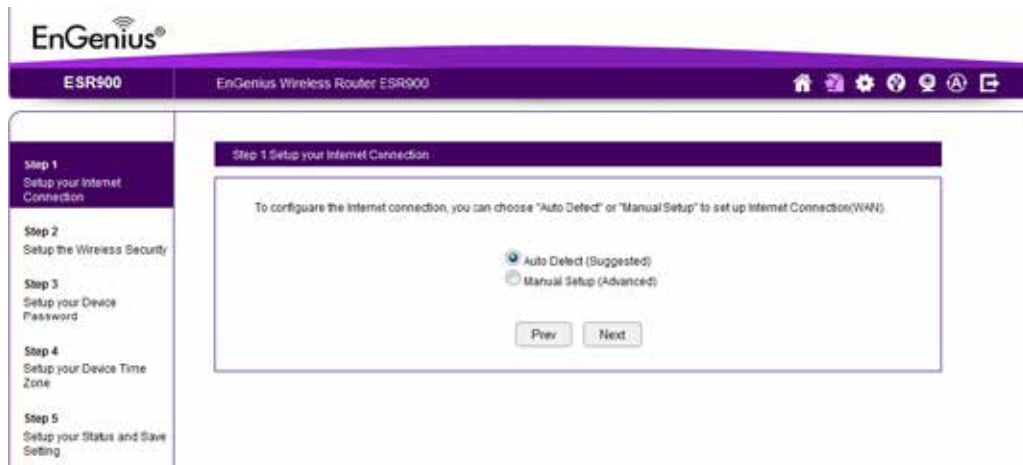 EnGenius®
ESR900
EnGenius Wireless Router ESR900
Step 1
Setup your Internet
Connection
Step 2
Setup the Wireless Security
Step 3
Setup your Device
Password
Step 4
Setup your Device Time
Zone
Step 5
Setup your Status and Save
Setting
Step 1.Setup your Internet Connection
To configuare the Internet connection, you can choose "Auto Detect" or "Manual Setup" to set up Internet Connection(WAN).
Auto Detect (Suggested)
Manual Setup (Advanced)
Prev
Next